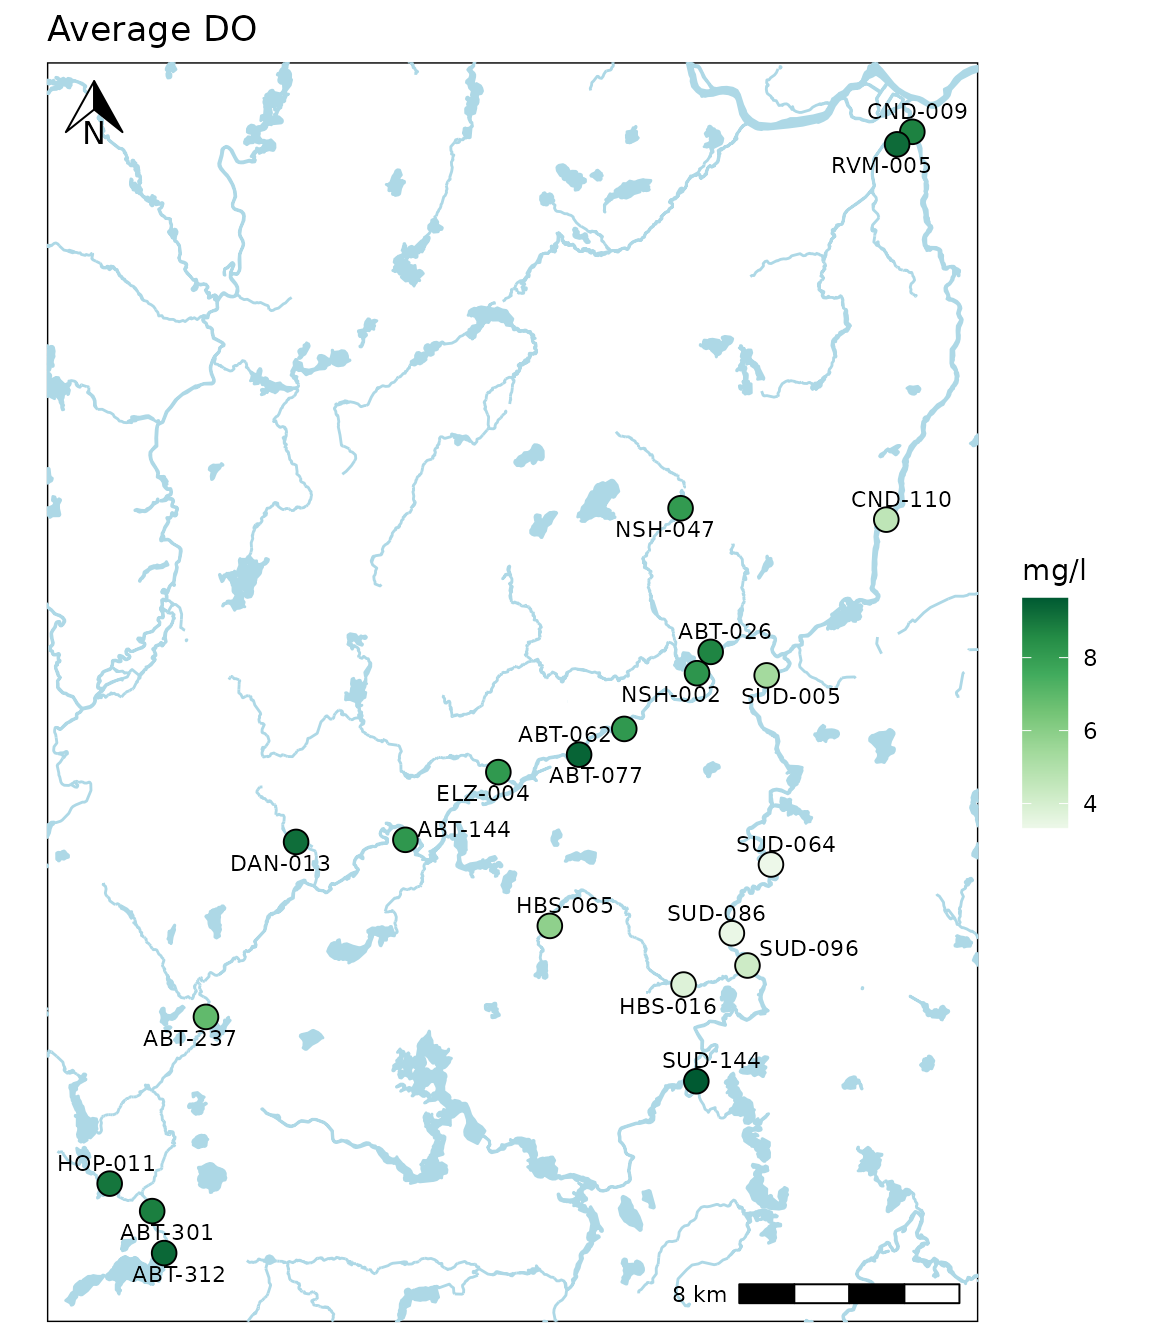 Average DO
N
CND-009
RVM-005
CND-110
NSH-047
mg/l
8
6
4
ABT-026
NSH-002
SUD-005
ABT-062
ABT-077
ELZ-004
ABT-144
DAN-013
SUD-064
HBS-065
SUD-086
SUD-096
HBS-016
ABT-237
SUD-144
HOP-011
ABT-301
ABT-312
8 km